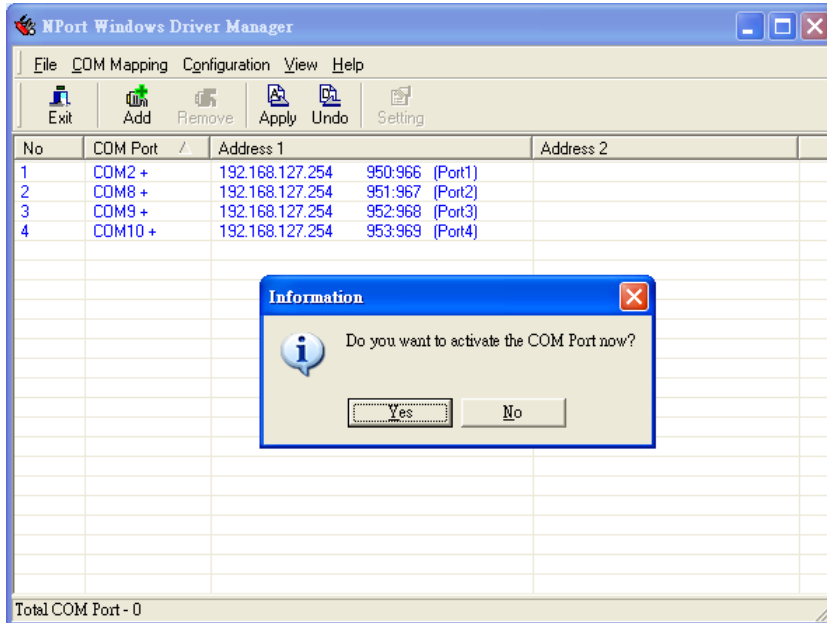 NPort Windows Driver Manager
File COM Mapping Configuration View Help
Exit Add Remove Apply Undo Setting
No COM Port Address 1 Address 2
1 COM2 + 192.168.127.254 950:966 (Port1)
2 COM8 + 192.168.127.254 951:967 (Port2)
3 COM9 + 192.168.127.254 952:968 (Port3)
4 COM10 + 192.168.127.254 953:969 (Port4)
Information
Do you want to activate the COM Port now?
Yes No
Total COM Port - 0